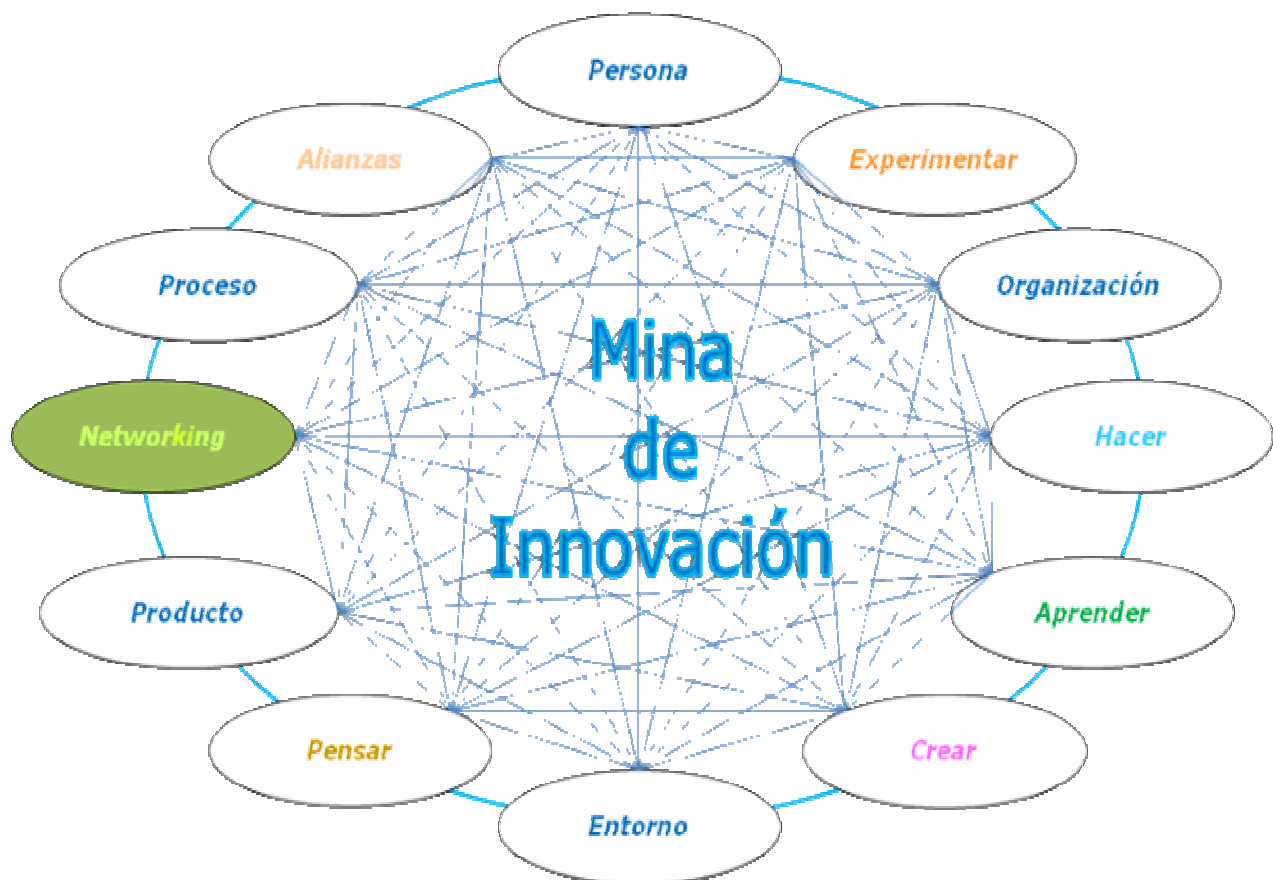 Persona
Alianzas
Experimentar
Proceso
Organización
Mina
de
Innovación
Networking
Hacer
Producto
Aprender
Pensar
Crear
Entorno